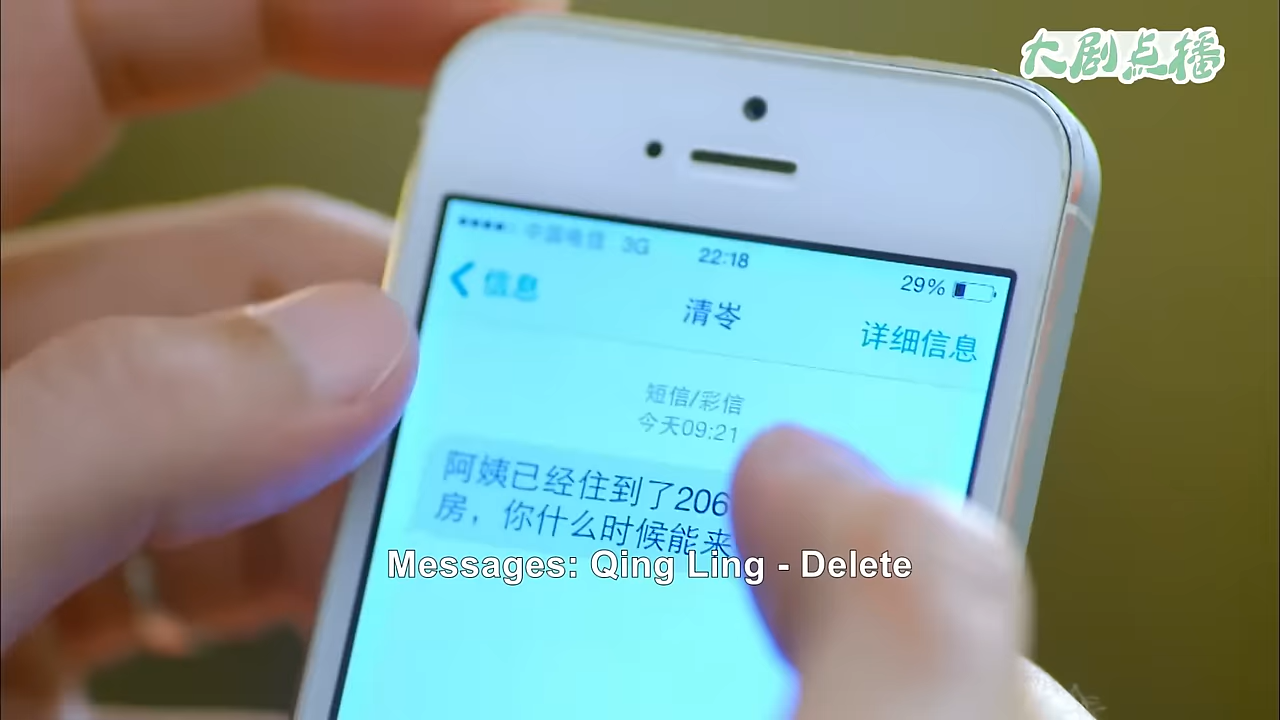 大剧点播
中国电信 3G 22:18 29%
信息 清岑 详细信息
短信/彩信
今天09:21
阿姨已经住到了206
房，你什么时候能来
Messages: Qing Ling - Delete